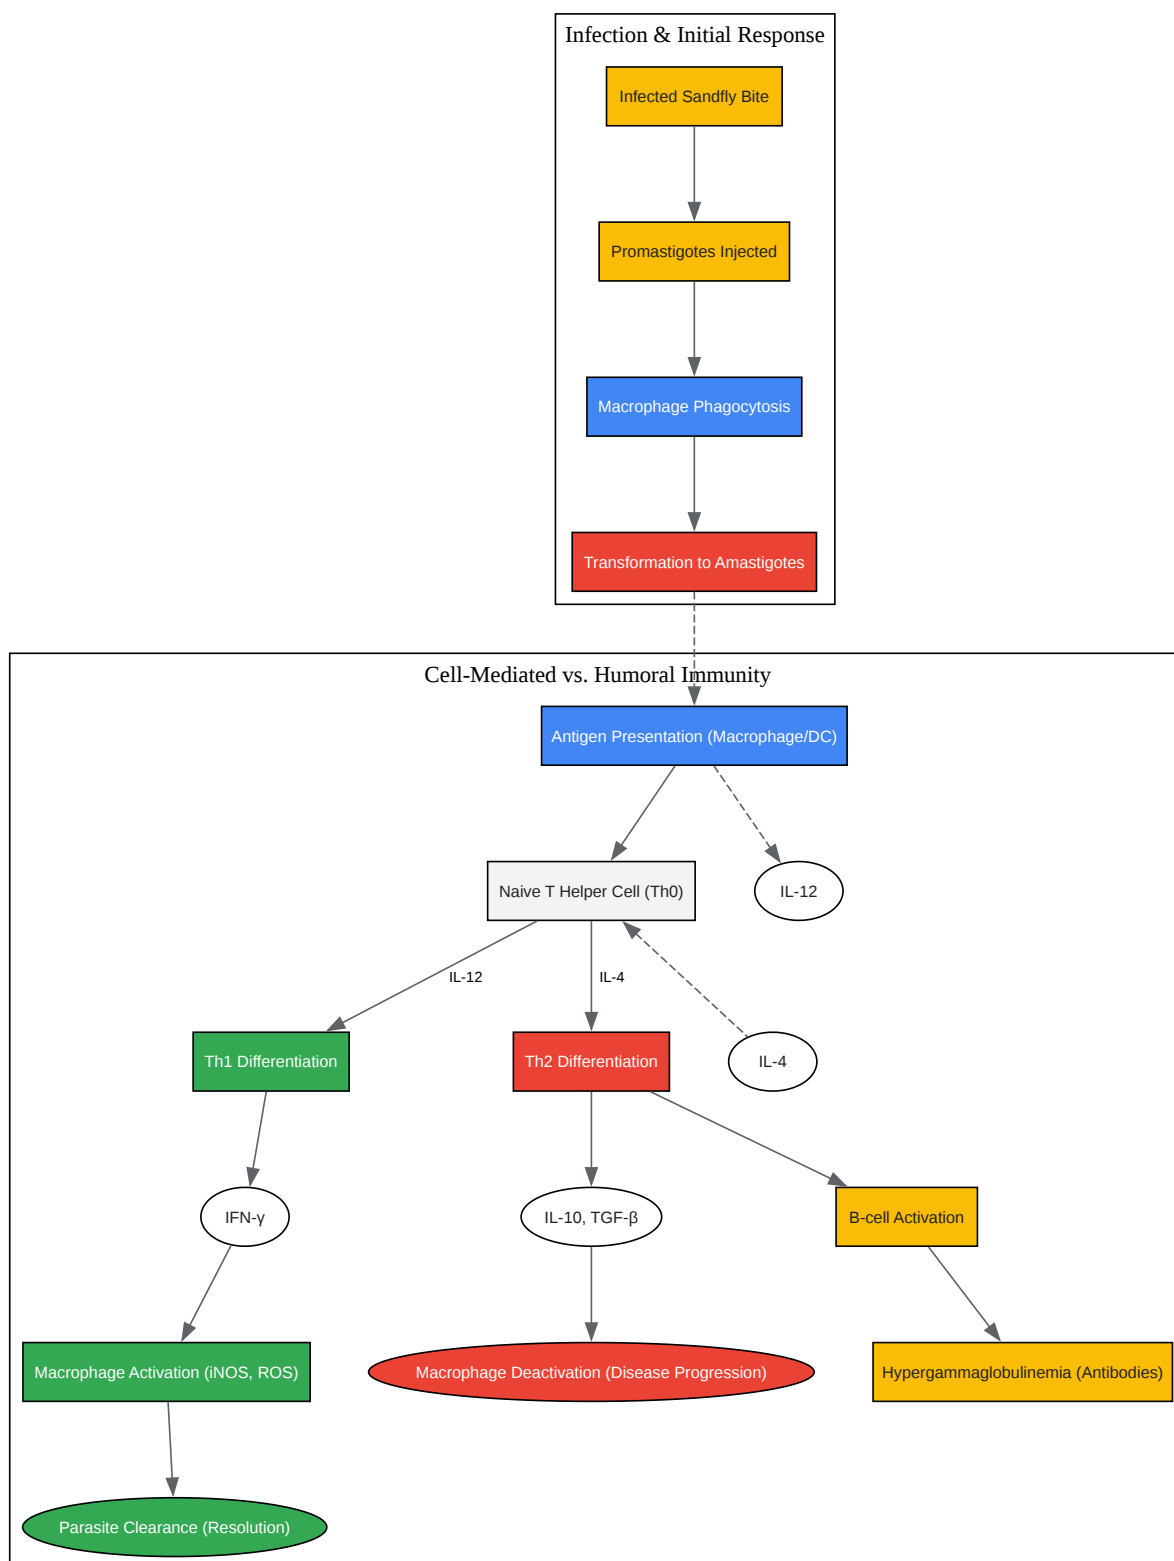 Infection & Initial Response
Infected Sandfly Bite
Promastigotes Injected
Macrophage Phagocytosis
Transformation to Amastigotes
Cell-Mediated vs. Humoral Immunity
Antigen Presentation (Macrophage/DC)
Naive T Helper Cell (Th0)
IL-12
IL-12
IL-4
Th1 Differentiation
Th2 Differentiation
IL-4
IFN-γ
IL-10, TGF-β
B-cell Activation
Macrophage Activation (iNOS, ROS)
Macrophage Deactivation (Disease Progression)
Hypergammaglobulinemia (Antibodies)
Parasite Clearance (Resolution)